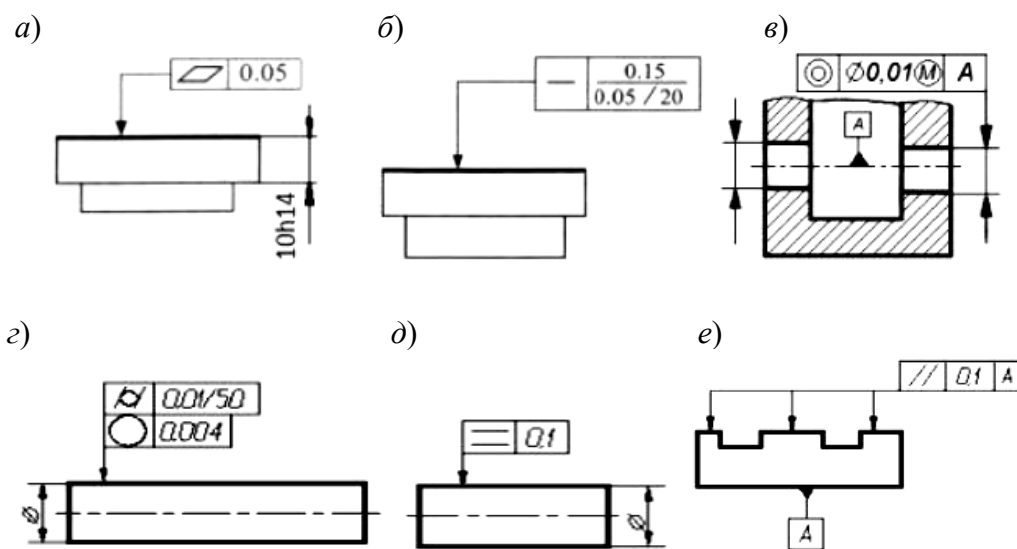 а)
▱ 0.05
10h14
б)
— 0.15
0.05 / 20
в)
◎ Ø0,01Ⓜ A
A
г)
⌭ 0.01/50
○ 0.004
Ø
д)
= 0.1
Ø
е)
// 0.1 A
A